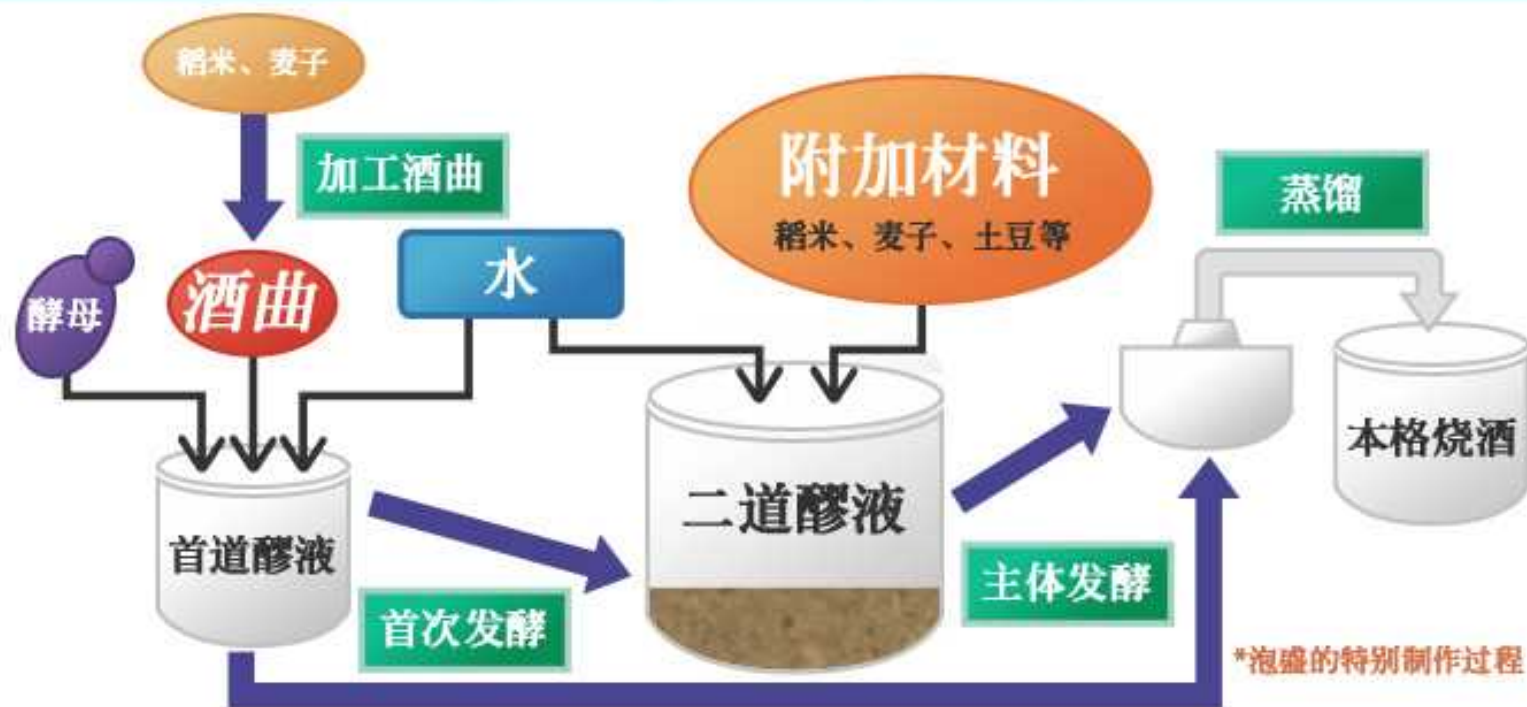 稻米、麦子
加工酒曲
酵母
酒曲
水
附加材料
稻米、麦子、土豆等
蒸馏
首道醪液
首次发酵
二道醪液
主体发酵
本格烧酒
*泡盛的特别制作过程